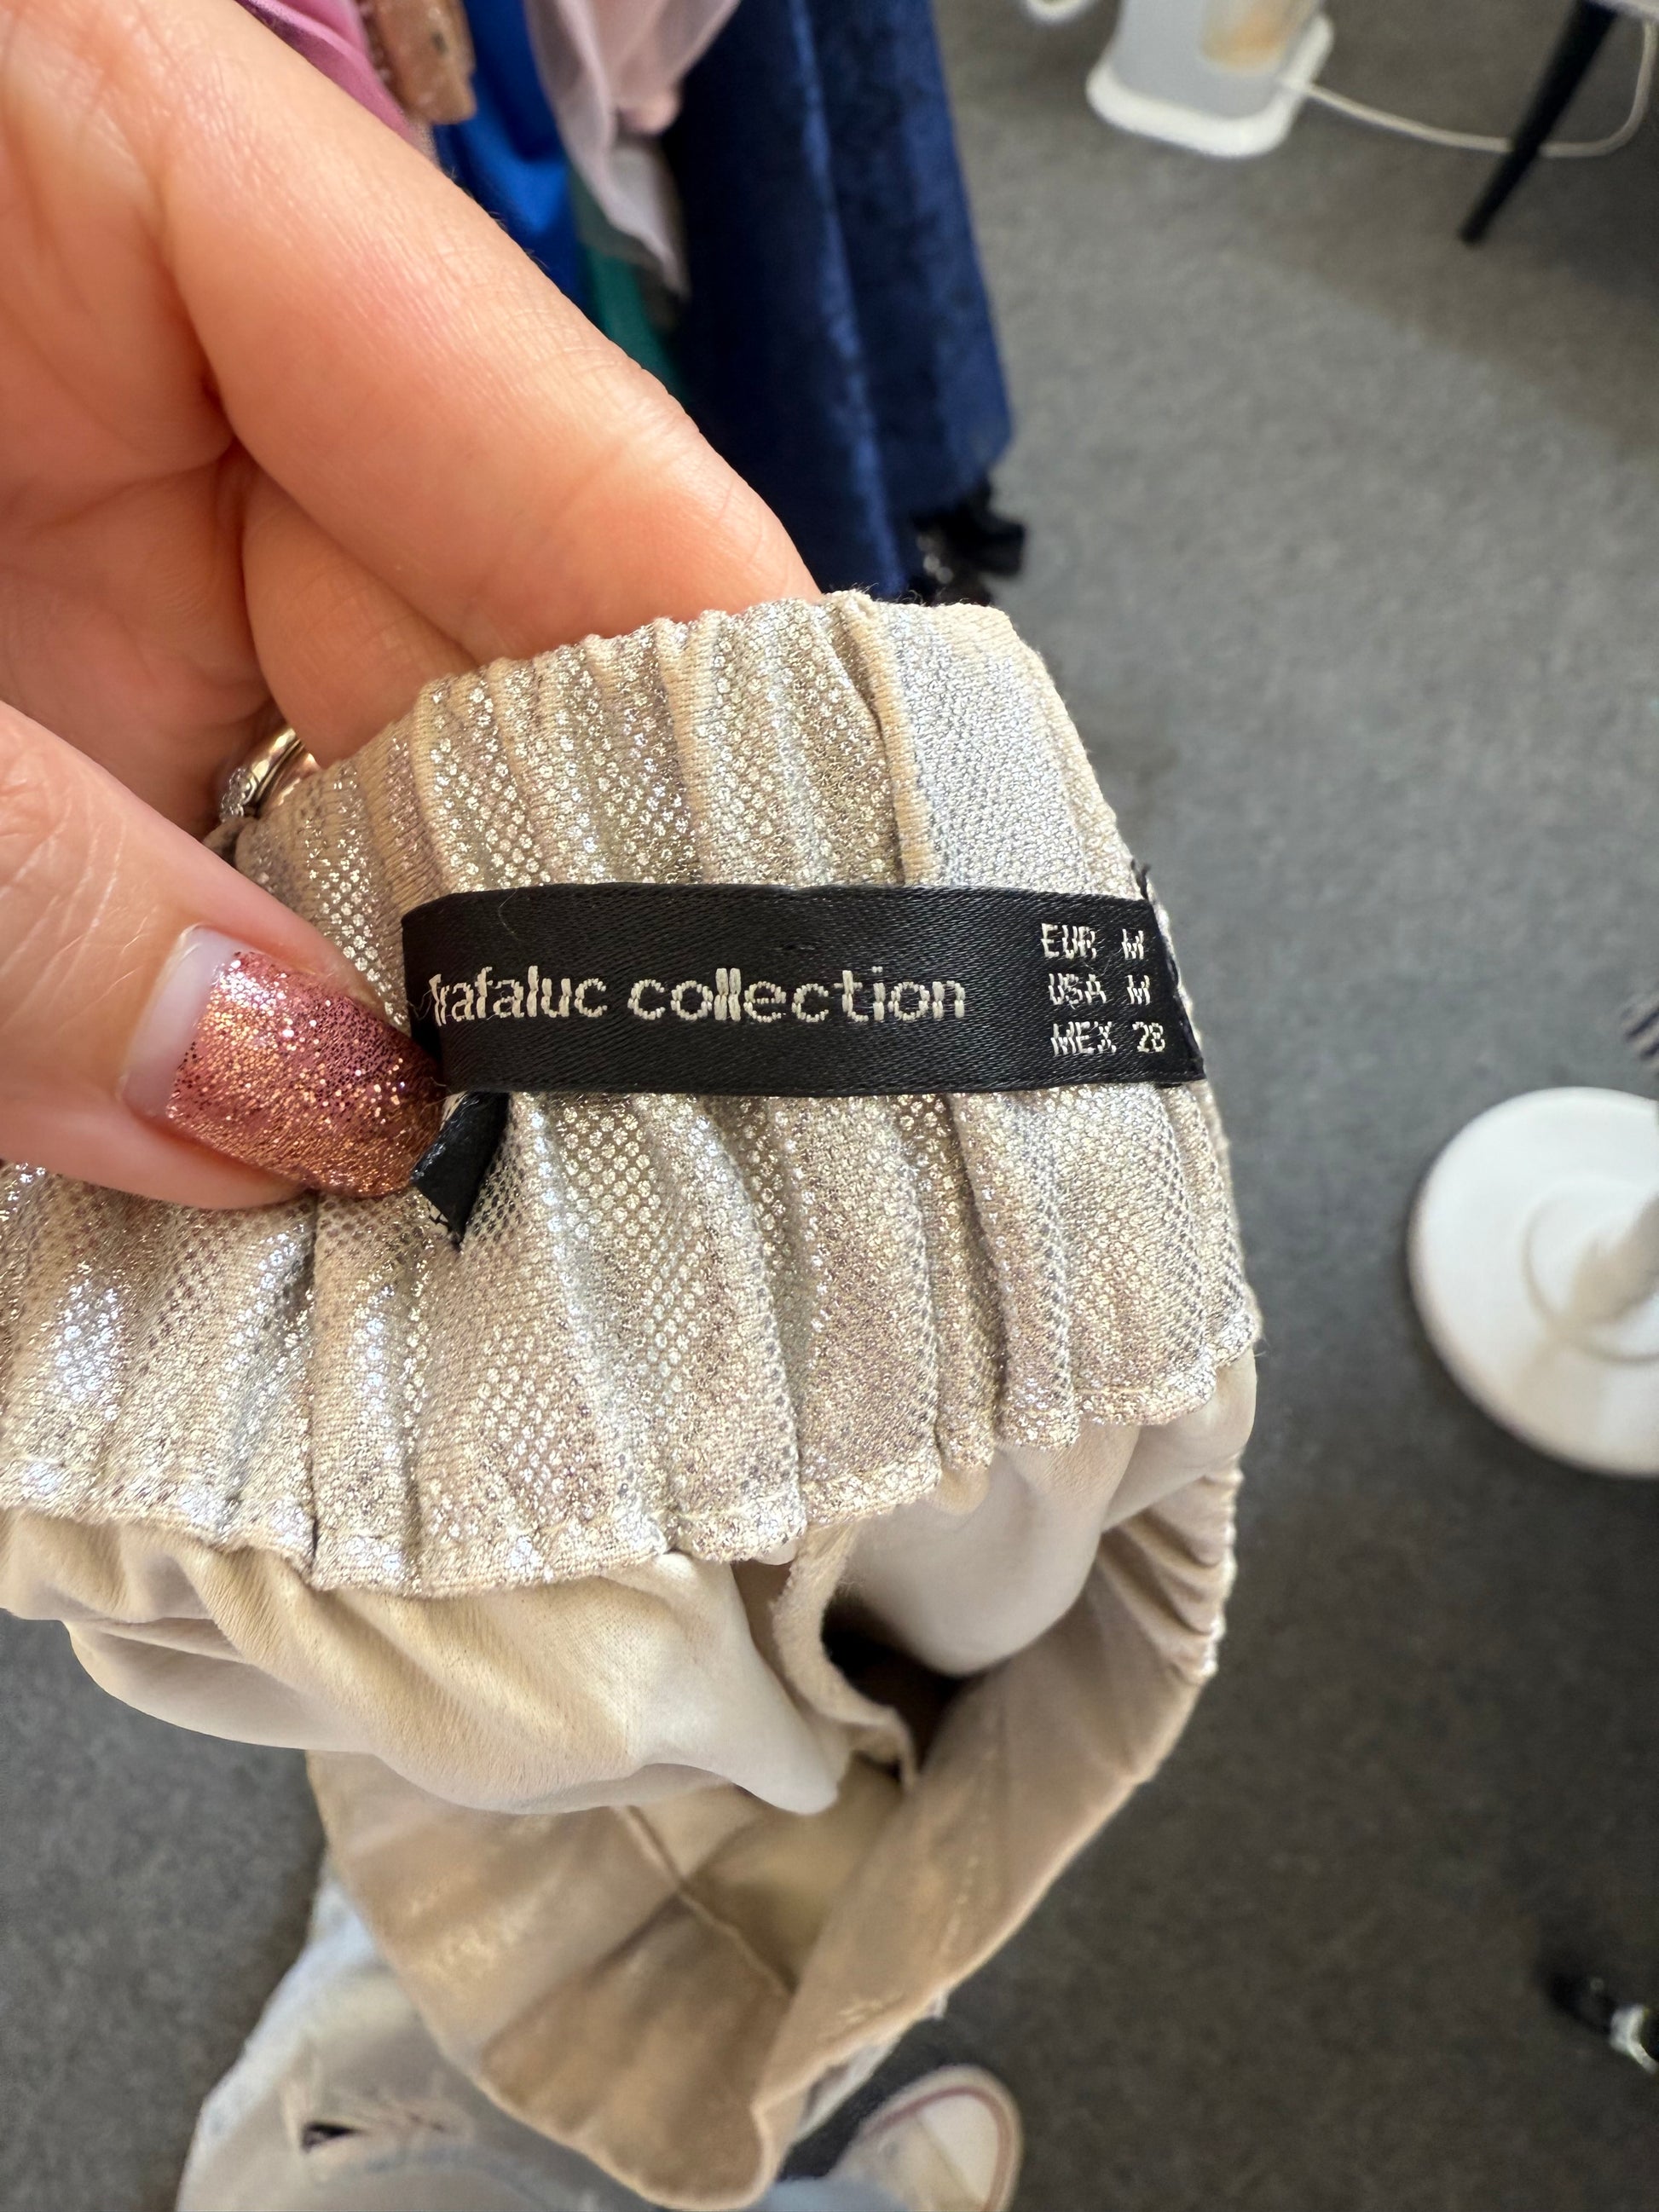 Trafaluc collection
EUR M
USA M
MEX 28